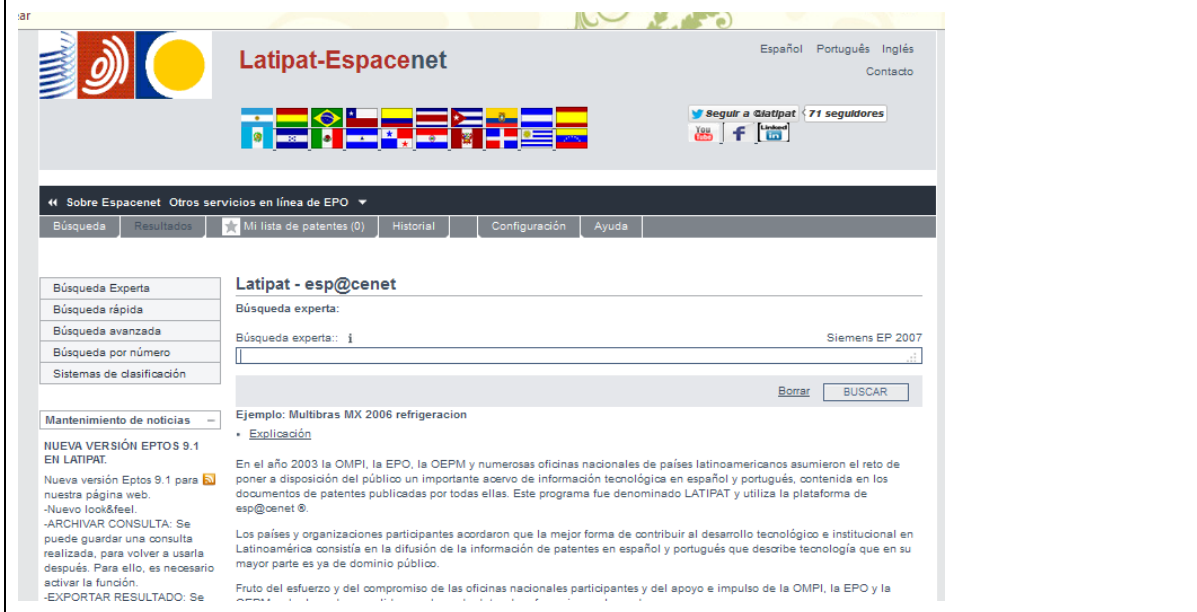 ear
Latipat-Espacenet
Español Português Inglés
Contacto
Seguir a @latipat 71 seguidores
You Tube f Linked in
Sobre Espacenet Otros servicios en línea de EPO
Búsqueda Resultados Mi lista de patentes (0) Historial Configuración Ayuda
Búsqueda Experta
Búsqueda rápida
Búsqueda avanzada
Búsqueda por número
Sistemas de clasificación
Mantenimiento de noticias –
NUEVA VERSIÓN EPTOS 9.1
EN LATIPAT.
Nueva versión Eptos 9.1 para
nuestra página web.
-Nuevo look&feel.
-ARCHIVAR CONSULTA: Se
puede guardar una consulta
realizada, para volver a usarla
después. Para ello, es necesario
activar la función.
-EXPORTAR RESULTADO: Se
Latipat - esp@cenet
Búsqueda experta:
Búsqueda experta:: i Siemens EP 2007
Borrar BUSCAR
Ejemplo: Multibras MX 2006 refrigeracion
• Explicación
En el año 2003 la OMPI, la EPO, la OEPM y numerosas oficinas nacionales de países latinoamericanos asumieron el reto de
poner a disposición del público un importante acervo de información tecnológica en español y portugués, contenida en los
documentos de patentes publicadas por todas ellas. Este programa fue denominado LATIPAT y utiliza la plataforma de
esp@cenet ®.
Los países y organizaciones participantes acordaron que la mejor forma de contribuir al desarrollo tecnológico e institucional en
Latinoamérica consistía en la difusión de la información de patentes en español y portugués que describe tecnología que en su
mayor parte es ya de dominio público.
Fruto del esfuerzo y del compromiso de las oficinas nacionales participantes y del apoyo e impulso de la OMPI, la EPO y la